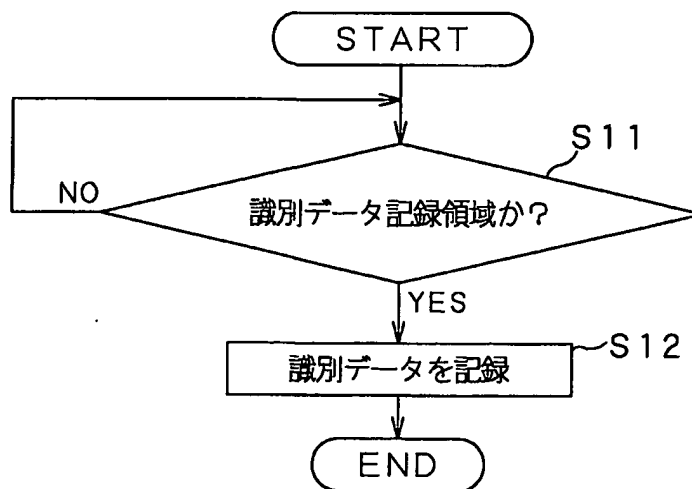 START
S11
NO
識別データ記録領域か?
YES
識別データを記録
S12
END